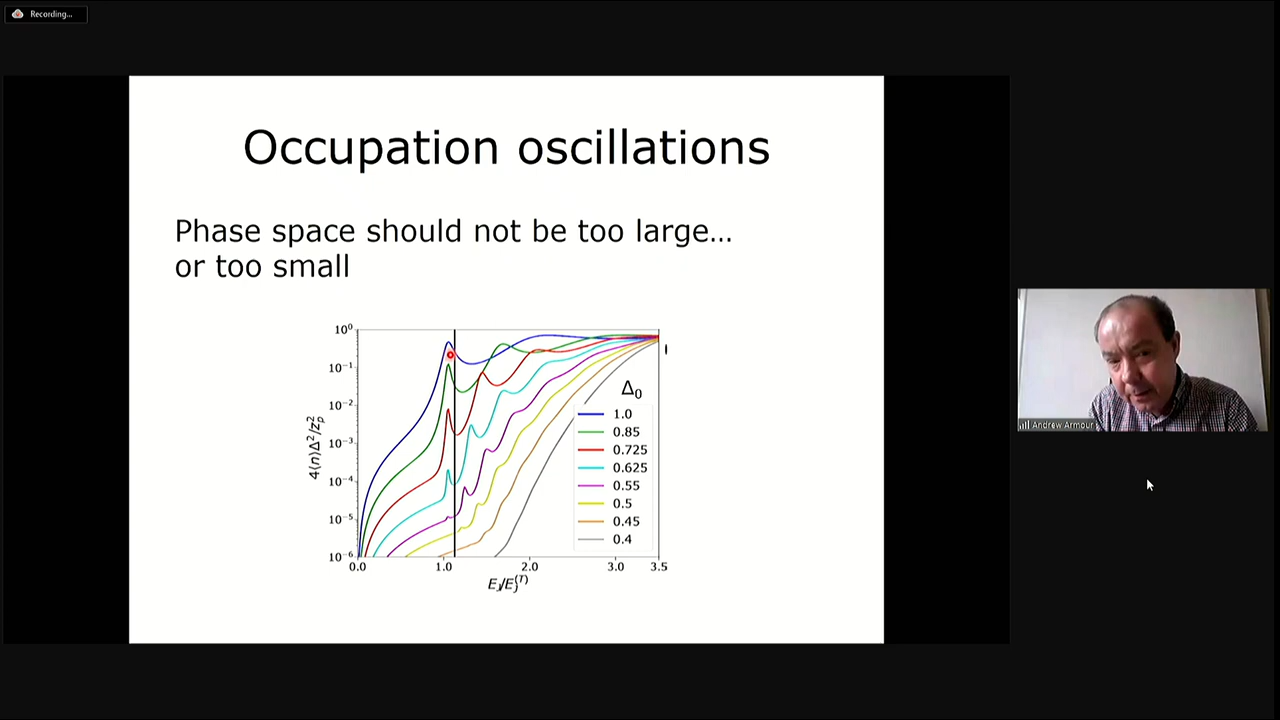 Recording...
Occupation oscillations
Phase space should not be too large...
or too small
10⁰
10⁻¹
10⁻²
10⁻³
10⁻⁴
10⁻⁵
10⁻⁶
4⟨n⟩Δ²/z²ₚ
0.0
1.0
2.0
3.0
3.5
E_J/E_J^(T)
Δ₀
1.0
0.85
0.725
0.625
0.55
0.5
0.45
0.4
Andrew Armour